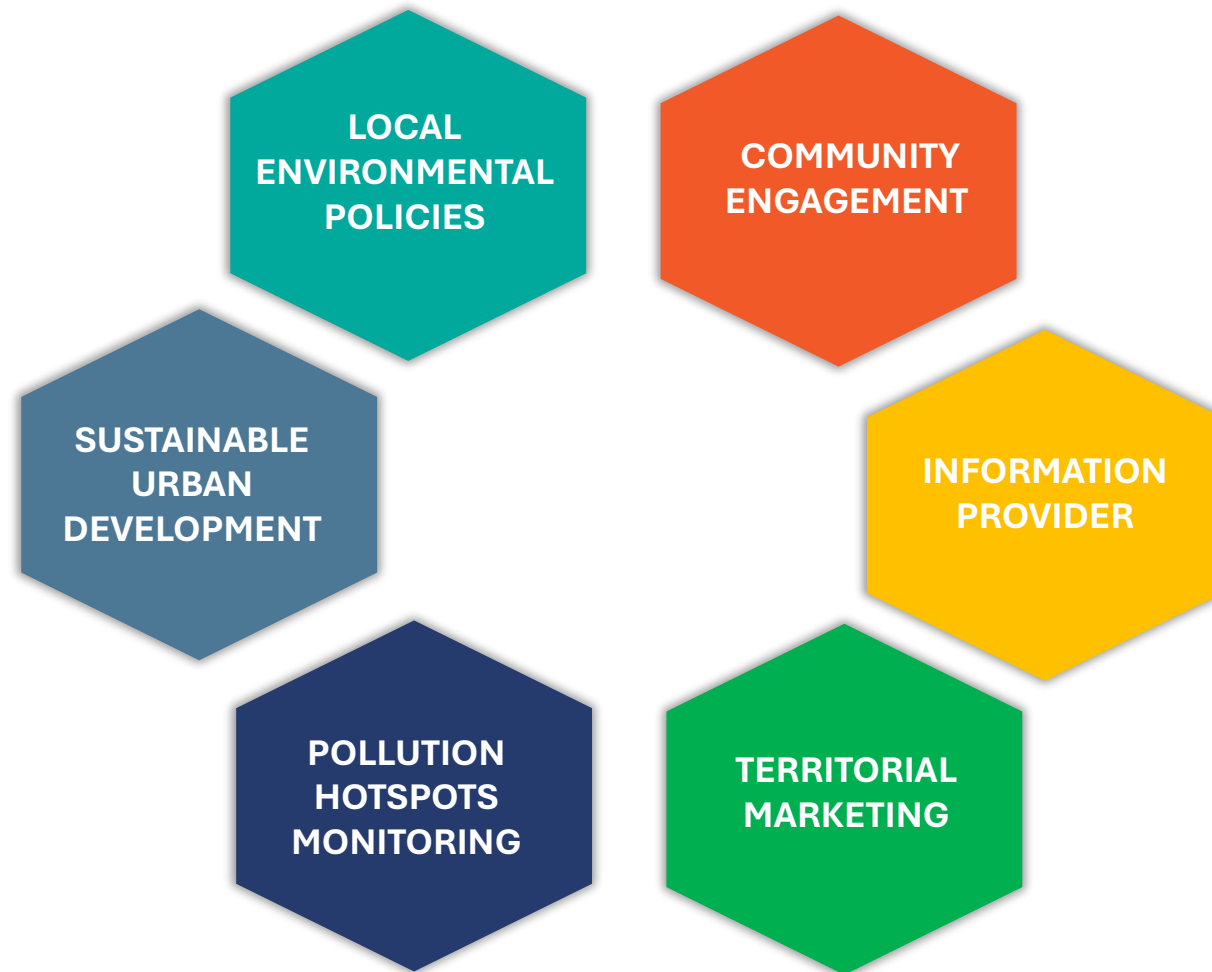 LOCAL
ENVIRONMENTAL
POLICIES
COMMUNITY
ENGAGEMENT
SUSTAINABLE
URBAN
DEVELOPMENT
INFORMATION
PROVIDER
POLLUTION
HOTSPOTS
MONITORING
TERRITORIAL
MARKETING